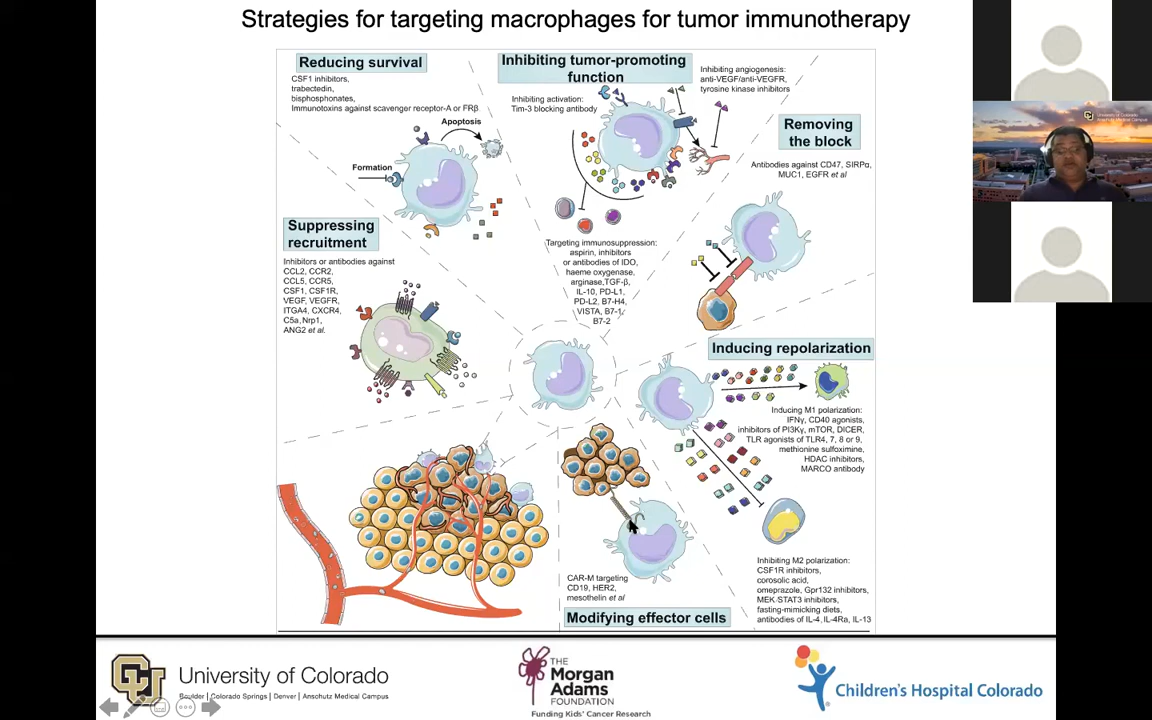 Strategies for targeting macrophages for tumor immunotherapy
Reducing survival
CSF1 inhibitors,
trabectedin,
bisphosphonates,
Immunotoxins against scavenger receptor-A or FRβ
Apoptosis
Formation
Inhibiting tumor-promoting
function
Inhibiting activation:
Tim-3 blocking antibody
Inhibiting angiogenesis:
anti-VEGF/anti-VEGFR,
tyrosine kinase inhibitors
Targeting immunosuppression:
aspirin, inhibitors
or antibodies of IDO,
haeme oxygenase,
arginase,TGF-β,
IL-10, PD-L1,
PD-L2, B7-H4,
VISTA, B7-1,
B7-2
Removing
the block
Antibodies against CD47, SIRPα,
MUC1, EGFR et al
Suppressing
recruitment
Inhibitors or antibodies against
CCL2, CCR2,
CCL5, CCR5,
CSF1, CSF1R,
VEGF, VEGFR,
ITGA4, CXCR4,
C5a, Nrp1,
ANG2 et al.
Inducing repolarization
Inducing M1 polarization:
IFNγ, CD40 agonists,
inhibitors of PI3Kγ, mTOR, DICER,
TLR agonists of TLR4, 7, 8 or 9,
methionine sulfoximine,
HDAC inhibitors,
MARCO antibody
Inhibiting M2 polarization:
CSF1R inhibitors,
corosolic acid,
omeprazole, Gpr132 inhibitors,
MEK/STAT3 inhibitors,
fasting-mimicking diets,
antibodies of IL-4, IL-4Ra, IL-13
CAR-M targeting
CD19, HER2,
mesothelin et al
Modifying effector cells
CU
University of Colorado
Boulder | Colorado Springs | Denver | Anschutz Medical Campus
THE
Morgan
Adams
FOUNDATION
Funding Kids' Cancer Research
Children's Hospital Colorado
University of Colorado
Anschutz Medical Campus